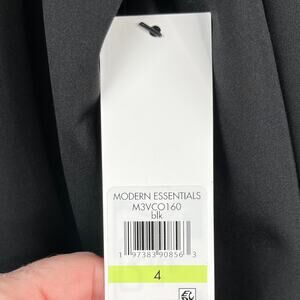 MODERN ESSENTIALS
M3VCO160
blk
1 97383 90856 3
4